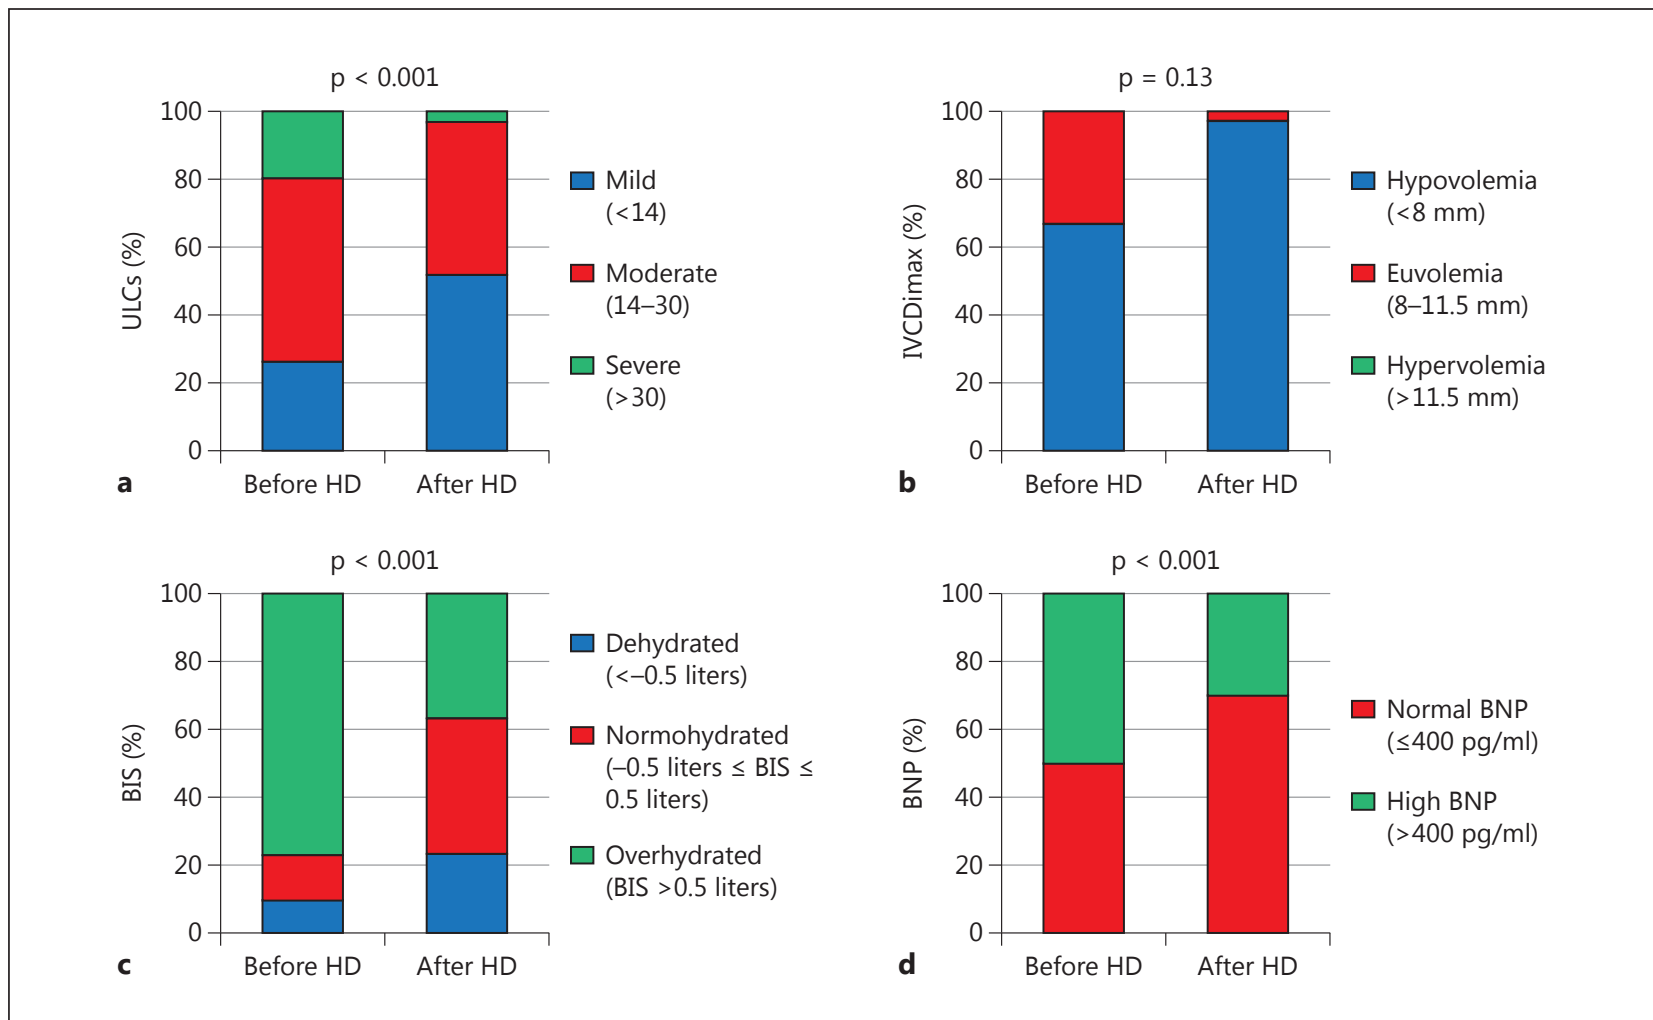 p < 0.001
100
80
60
40
20
0
ULCs (%)
Before HD
After HD
Mild
(<14)
Moderate
(14–30)
Severe
(>30)
a
p = 0.13
100
80
60
40
20
0
IVCDimax (%)
Before HD
After HD
Hypovolemia
(<8 mm)
Euvolemia
(8–11.5 mm)
Hypervolemia
(>11.5 mm)
b
p < 0.001
100
80
60
40
20
0
BIS (%)
Before HD
After HD
Dehydrated
(<–0.5 liters)
Normohydrated
(–0.5 liters ≤ BIS ≤
0.5 liters)
Overhydrated
(BIS >0.5 liters)
c
p < 0.001
100
80
60
40
20
0
BNP (%)
Before HD
After HD
Normal BNP
(≤400 pg/ml)
High BNP
(>400 pg/ml)
d